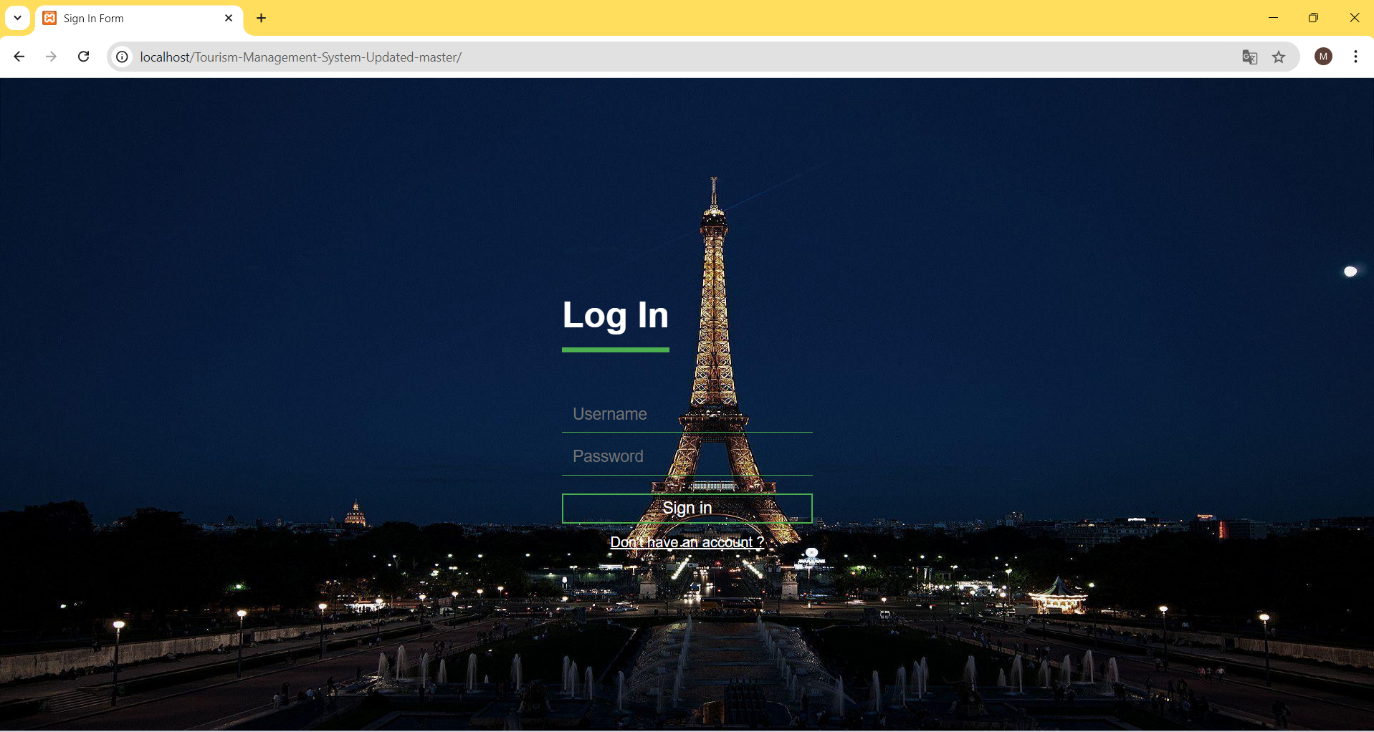 Sign In Form
localhost/Tourism-Management-System-Updated-master/
M
Log In
Username
Password
Sign in
Don't have an account ?